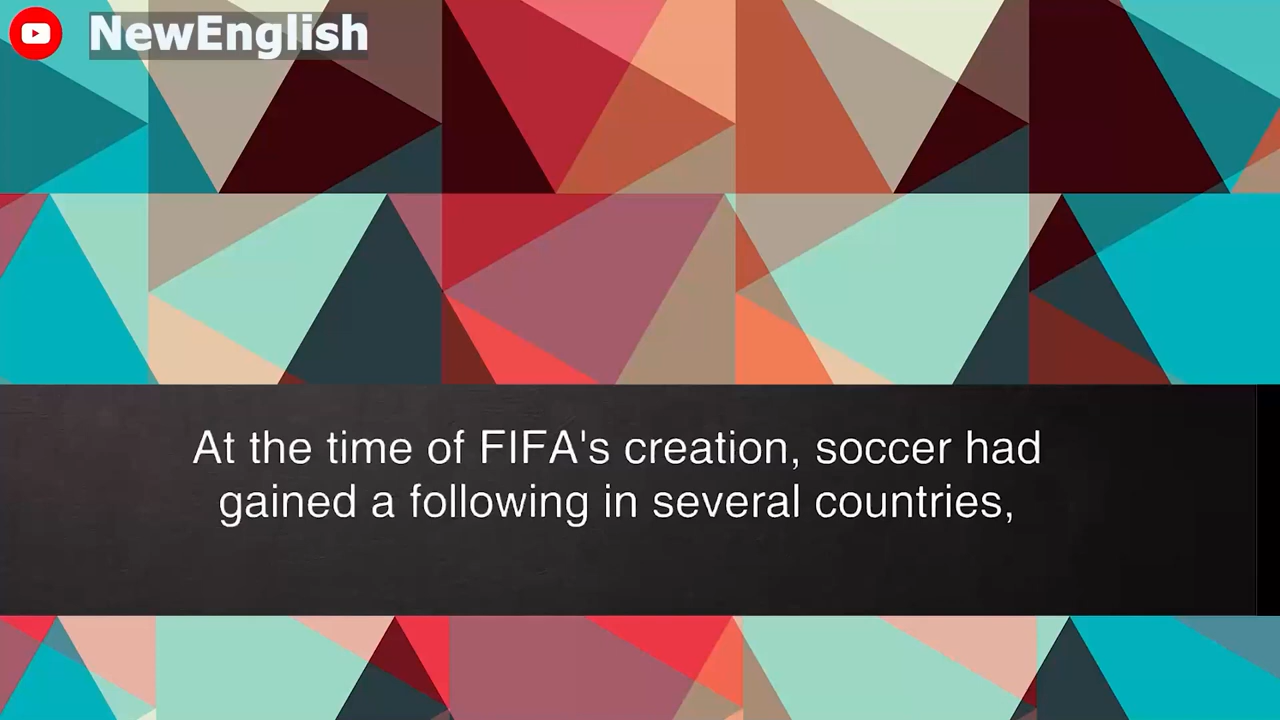 NewEnglish
At the time of FIFA's creation, soccer had
gained a following in several countries,